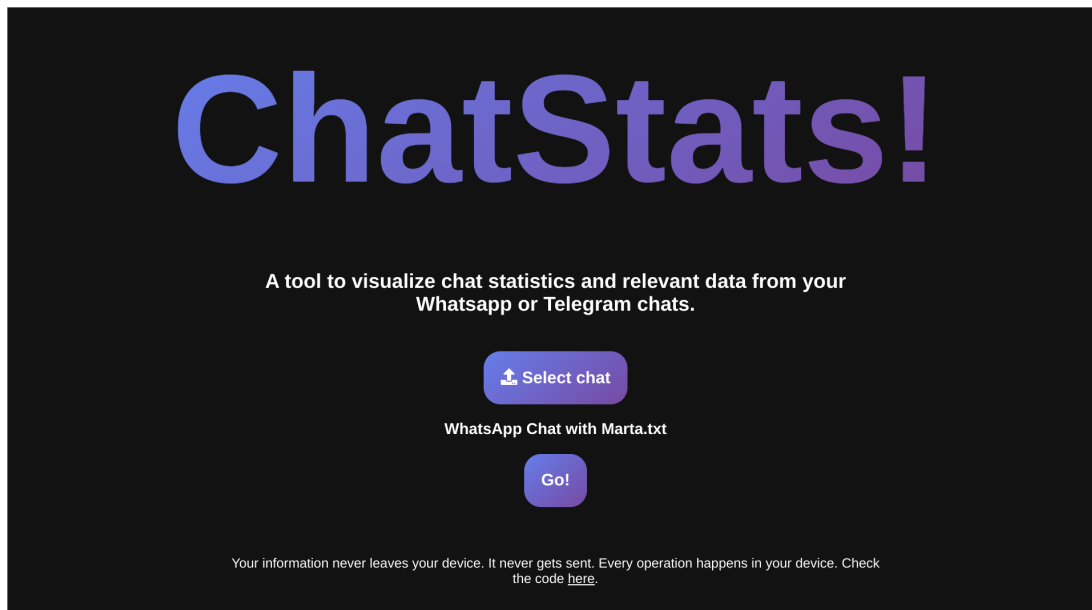 ChatStats!
A tool to visualize chat statistics and relevant data from your
Whatsapp or Telegram chats.
Select chat
WhatsApp Chat with Marta.txt
Go!
Your information never leaves your device. It never gets sent. Every operation happens in your device. Check
the code here.